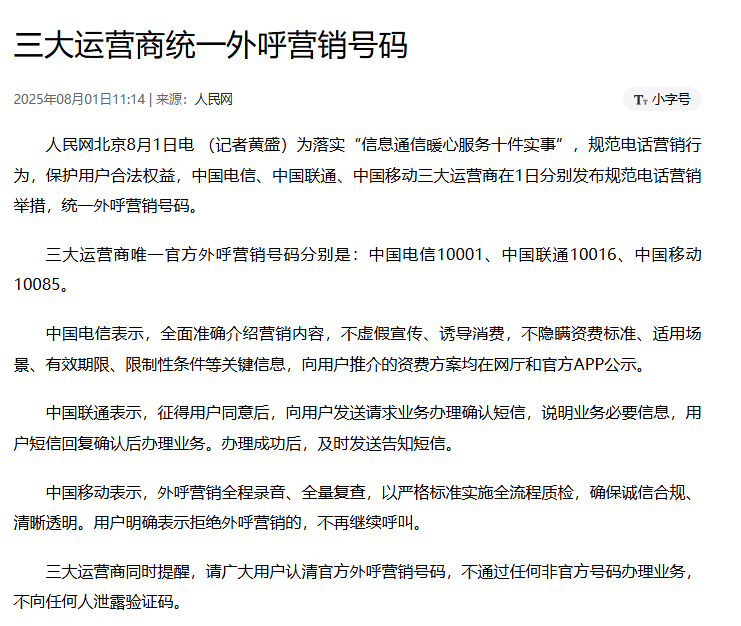 三大运营商统一外呼营销号码
2025年08月01日11:14 | 来源：人民网
TT 小字号
人民网北京8月1日电 （记者黄盛）为落实“信息通信暖心服务十件实事”，规范电话营销行
为，保护用户合法权益，中国电信、中国联通、中国移动三大运营商在1日分别发布规范电话营销
举措，统一外呼营销号码。
三大运营商唯一官方外呼营销号码分别是：中国电信10001、中国联通10016、中国移动
10085。
中国电信表示，全面准确介绍营销内容，不虚假宣传、诱导消费，不隐瞒资费标准、适用场
景、有效期限、限制性条件等关键信息，向用户推介的资费方案均在网厅和官方APP公示。
中国联通表示，征得用户同意后，向用户发送请求业务办理确认短信，说明业务必要信息，用
户短信回复确认后办理业务。办理成功后，及时发送告知短信。
中国移动表示，外呼营销全程录音、全量复查，以严格标准实施全流程质检，确保诚信合规、
清晰透明。用户明确表示拒绝外呼营销的，不再继续呼叫。
三大运营商同时提醒，请广大用户认清官方外呼营销号码，不通过任何非官方号码办理业务，
不向任何人泄露验证码。